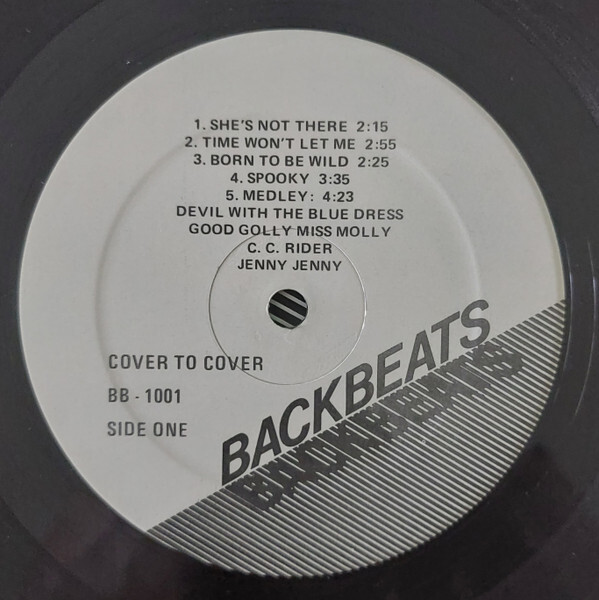 1. SHE'S NOT THERE 2:15
2. TIME WON'T LET ME 2:55
3. BORN TO BE WILD 2:25
4. SPOOKY 3:35
5. MEDLEY: 4:23
DEVIL WITH THE BLUE DRESS
GOOD GOLLY MISS MOLLY
C. C. RIDER
JENNY JENNY
COVER TO COVER
BB - 1001
SIDE ONE
BACKBEATS